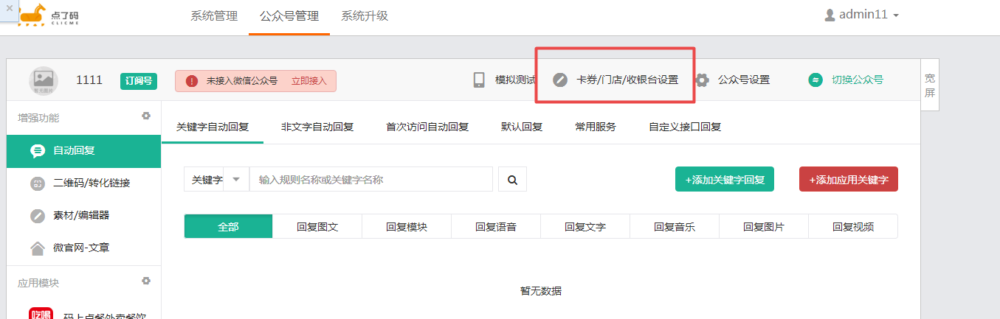 点了码
CLICME
系统管理 公众号管理 系统升级
admin11
1111 订阅号 未接入微信公众号 立即接入 模拟测试 卡券/门店/收银台设置 公众号设置 切换公众号
宽屏
增强功能
关键字自动回复 非文字自动回复 首次访问自动回复 默认回复 常用服务 自定义接口回复
自动回复
二维码/转化链接
关键字 输入规则名称或关键字名称 +添加关键字回复 +添加应用关键字
素材/编辑器
全部 回复图文 回复模块 回复语音 回复文字 回复音乐 回复图片 回复视频
微官网-文章
应用模块
暂无数据
吃喝 码上点餐外卖餐饮